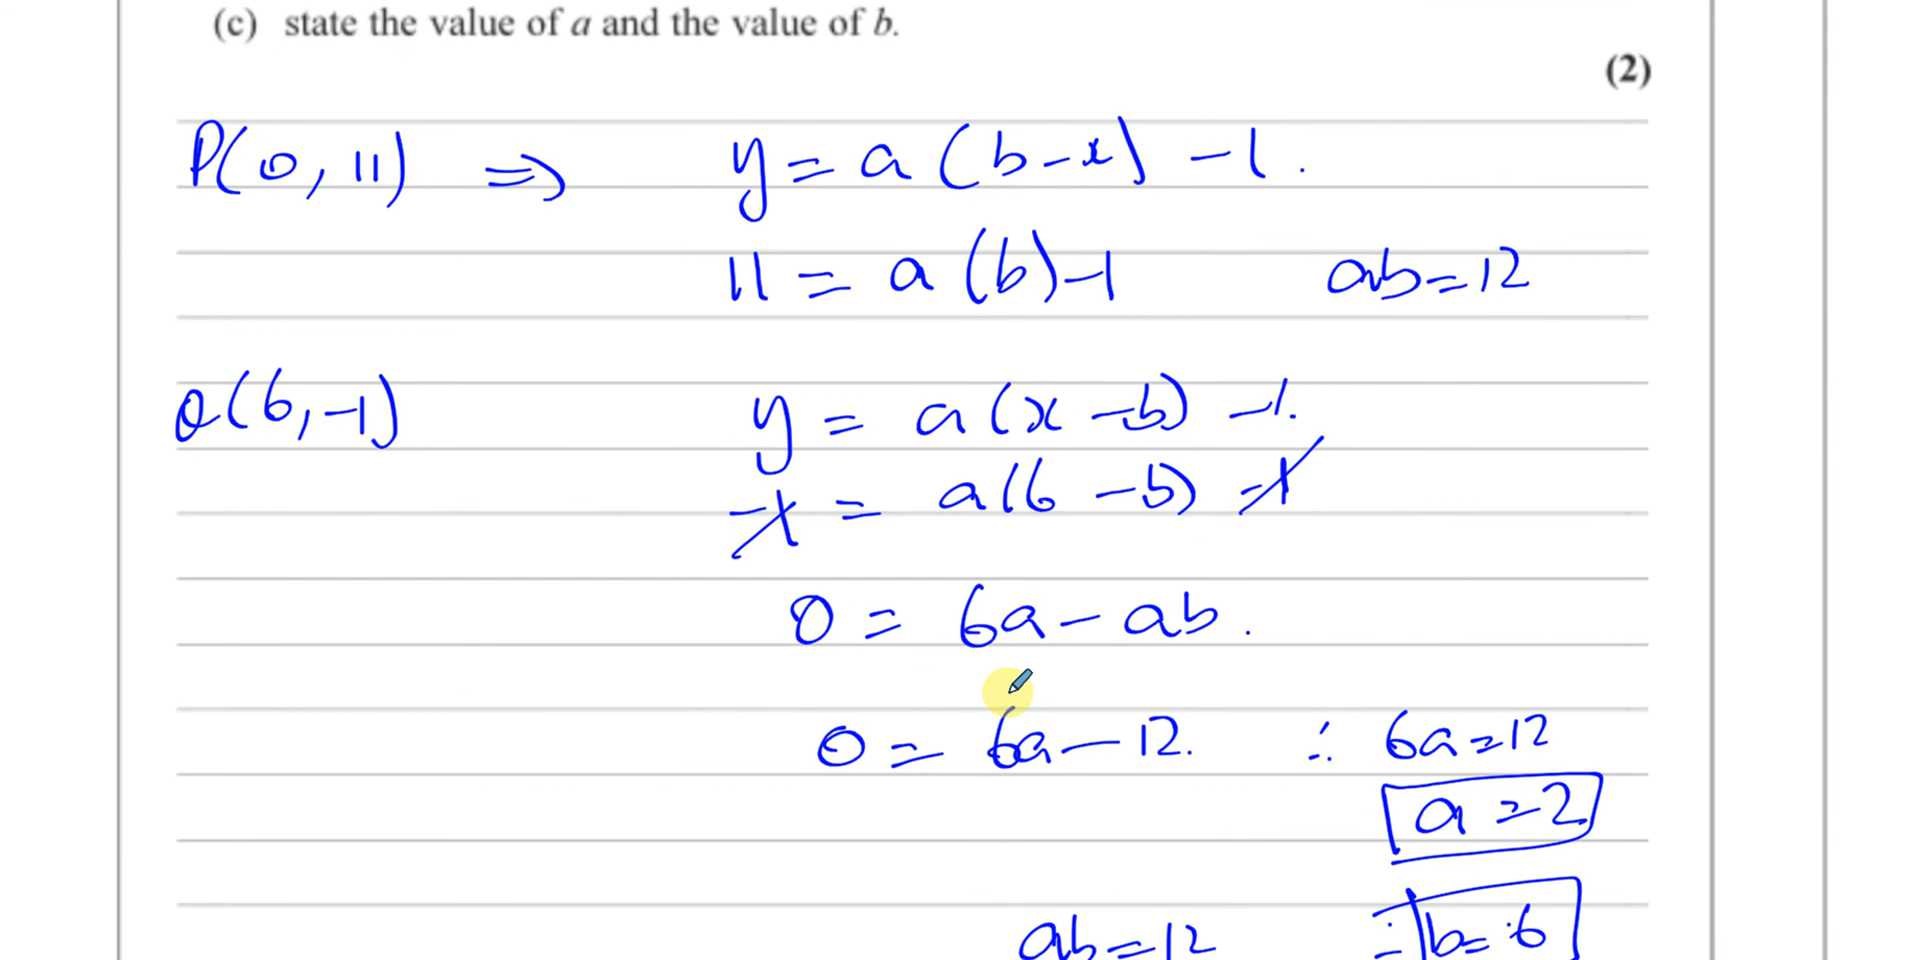 (c) state the value of a and the value of b.
(2)
P(0, 11) ⇒ y = a(b-x) -1.
11 = a(b)-1 ab=12
Q(6,-1) y = a(x-b) -1.
-1 = a(6-b) -1
0 = 6a - ab.
0 = 6a - 12. ∴ 6a=12
a=2
ab=12 b=6